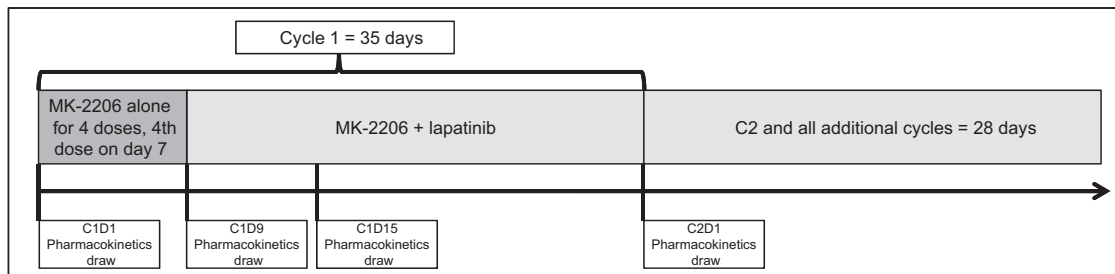 Cycle 1 = 35 days
MK-2206 alone
for 4 doses, 4th
dose on day 7
MK-2206 + lapatinib
C2 and all additional cycles = 28 days
C1D1
Pharmacokinetics
draw
C1D9
Pharmacokinetics
draw
C1D15
Pharmacokinetics
draw
C2D1
Pharmacokinetics
draw